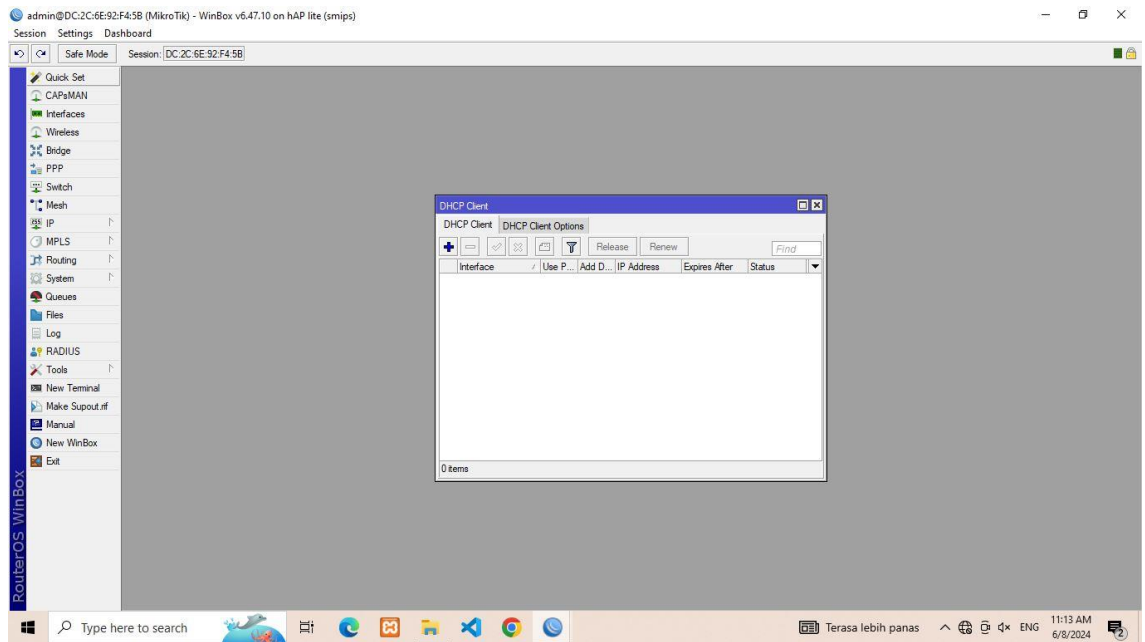 admin@DC:2C:6E:92:F4:5B (MikroTik) - WinBox v6.47.10 on hAP lite (smips)
Session Settings Dashboard
Safe Mode Session: DC:2C:6E:92:F4:5B
Quick Set
CAPsMAN
Interfaces
Wireless
Bridge
PPP
Switch
Mesh
IP
MPLS
Routing
System
Queues
Files
Log
RADIUS
Tools
New Terminal
Make Supout.rif
Manual
New WinBox
Exit
RouterOS WinBox
DHCP Client
DHCP Client DHCP Client Options
Release Renew Find
Interface Use P... Add D... IP Address Expires After Status
0 items
Type here to search
Terasa lebih panas ENG 11:13 AM
6/8/2024
2